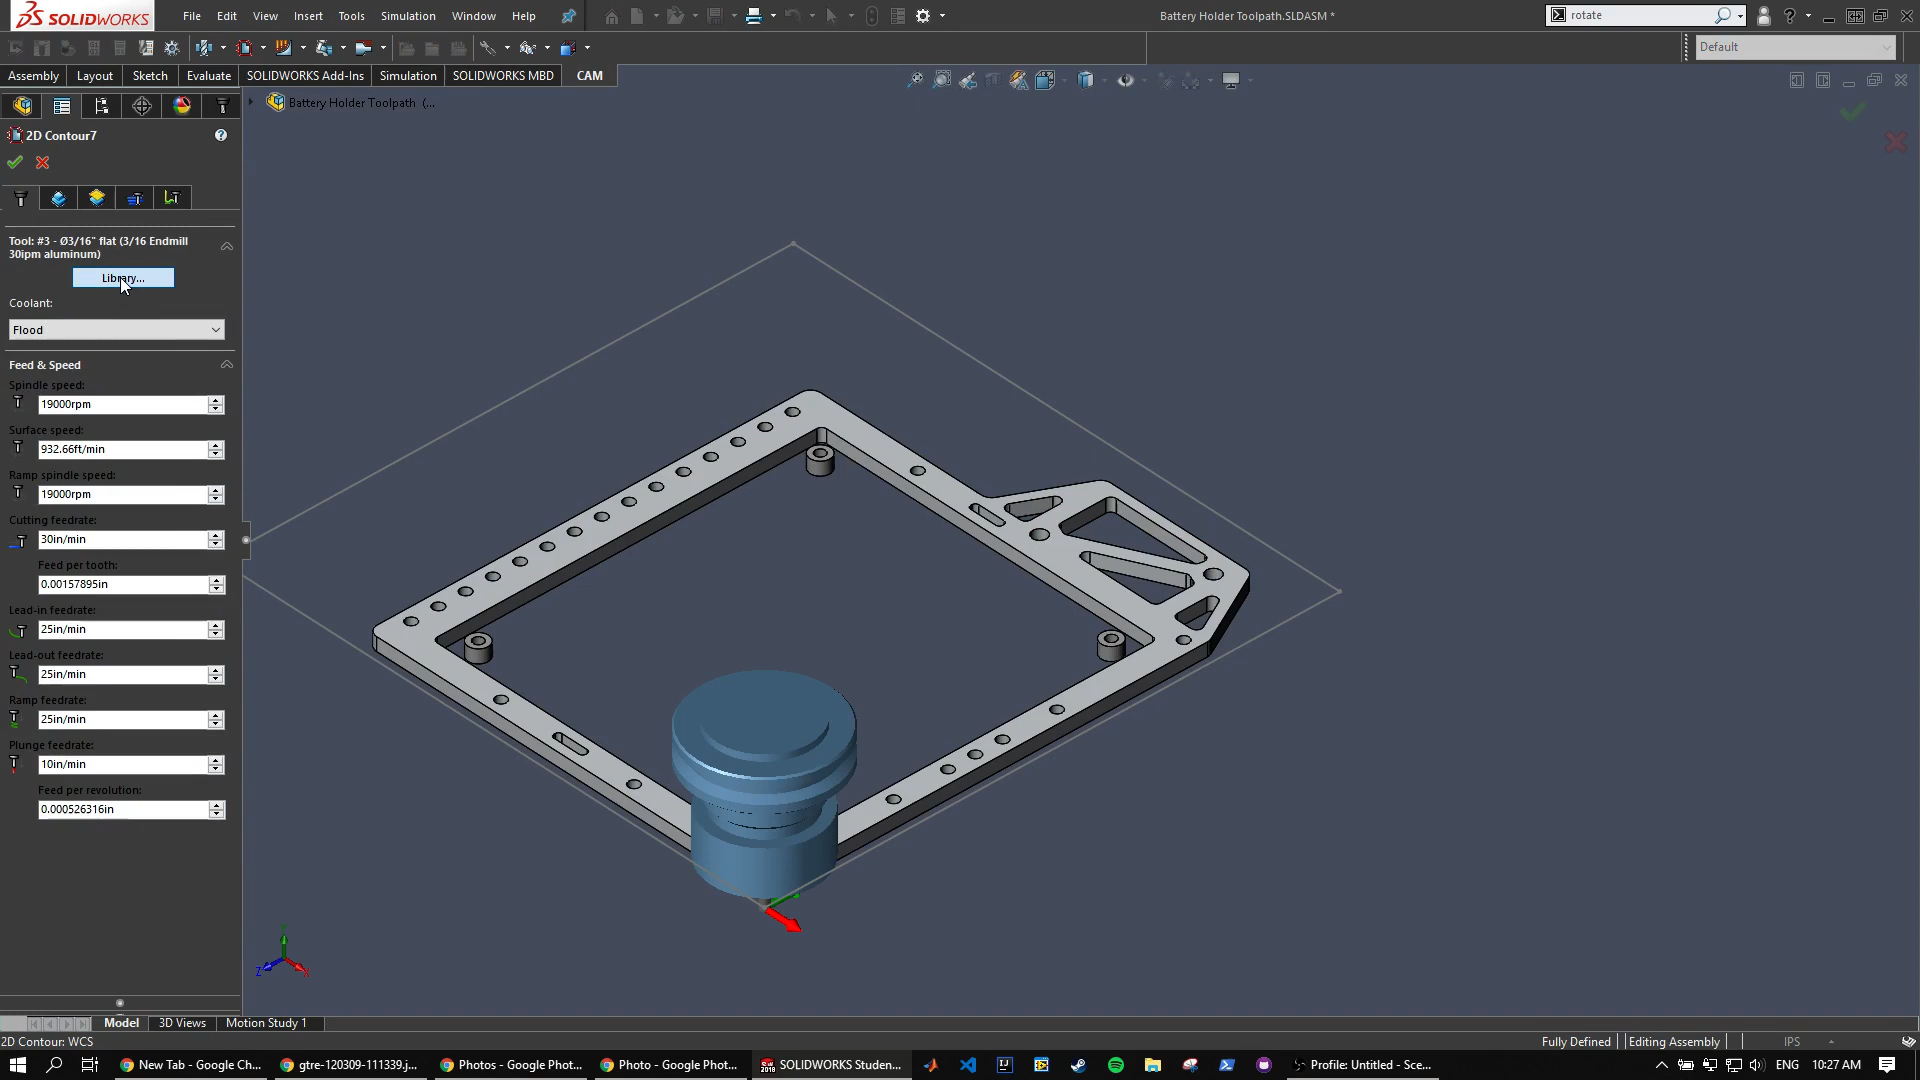 SOLIDWORKS
File Edit View Insert Tools Simulation Window Help
Battery Holder Toolpath.SLDASM *
rotate
Default
Assembly Layout Sketch Evaluate SOLIDWORKS Add-Ins Simulation SOLIDWORKS MBD CAM
Battery Holder Toolpath (...
2D Contour7
Tool: #3 - Ø3/16" flat (3/16 Endmill
30ipm aluminum)
Library...
Coolant:
Flood
Feed & Speed
Spindle speed:
19000rpm
Surface speed:
932.66ft/min
Ramp spindle speed:
19000rpm
Cutting feedrate:
30in/min
Feed per tooth:
0.00157895in
Lead-in feedrate:
25in/min
Lead-out feedrate:
25in/min
Ramp feedrate:
25in/min
Plunge feedrate:
10in/min
Feed per revolution:
0.000526316in
Y
Z
X
Model 3D Views Motion Study 1
2D Contour: WCS
Fully Defined Editing Assembly IPS
New Tab - Google Ch... gtre-120309-111339.j... Photos - Google Phot... Photo - Google Phot... SOLIDWORKS Studen... Profile: Untitled - Sce... ENG 10:27 AM